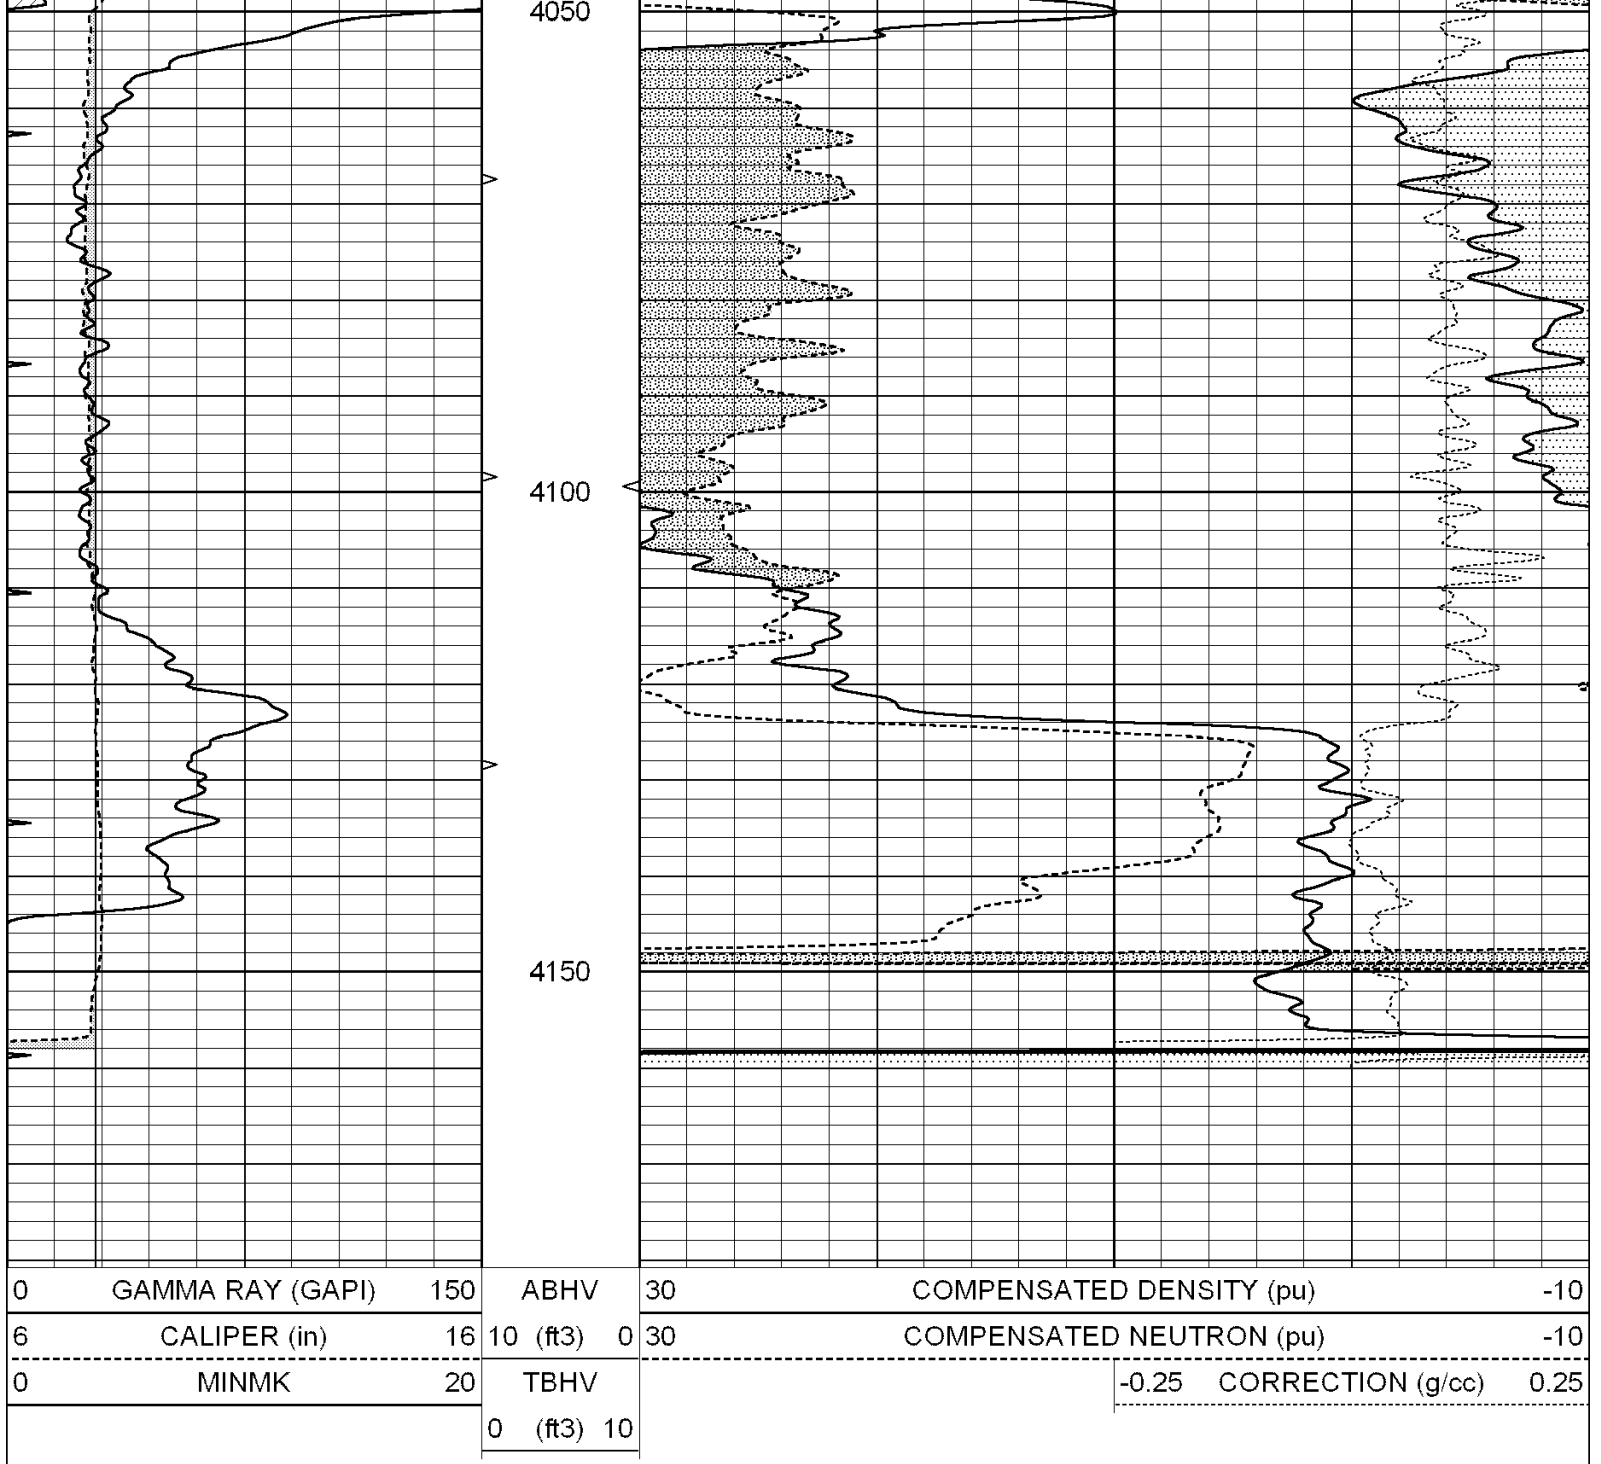 4050
4100
4150
0 GAMMA RAY (GAPI) 150
6 CALIPER (in) 16
0 MINMK 20
ABHV
10 (ft3) 0
TBHV
0 (ft3) 10
30 COMPENSATED DENSITY (pu) -10
30 COMPENSATED NEUTRON (pu) -10
-0.25 CORRECTION (g/cc) 0.25